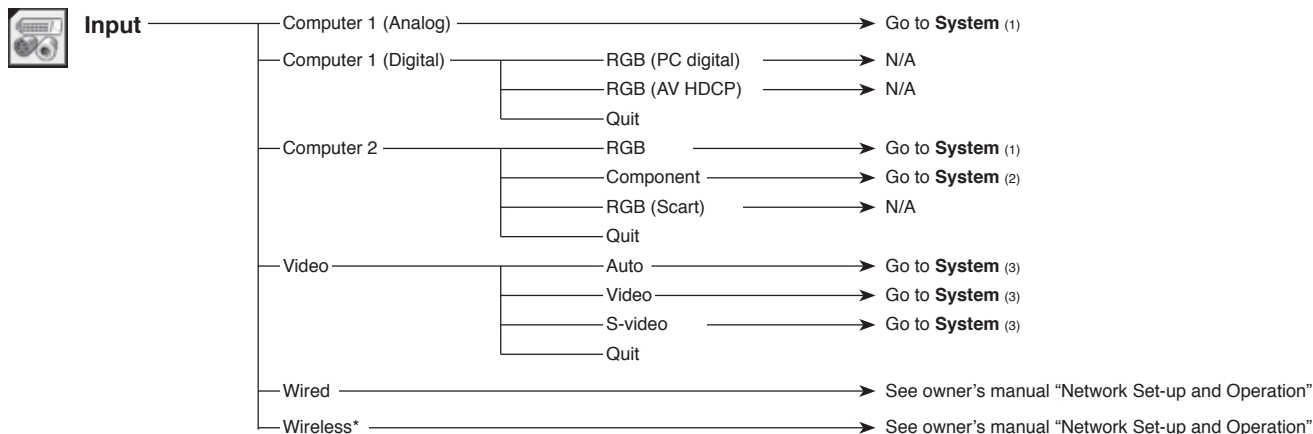 Input
Computer 1 (Analog) Go to System (1)
Computer 1 (Digital) RGB (PC digital) N/A
RGB (AV HDCP) N/A
Quit
Computer 2 RGB Go to System (1)
Component Go to System (2)
RGB (Scart) N/A
Quit
Video Auto Go to System (3)
Video Go to System (3)
S-video Go to System (3)
Quit
Wired See owner’s manual “Network Set-up and Operation”
Wireless* See owner’s manual “Network Set-up and Operation”